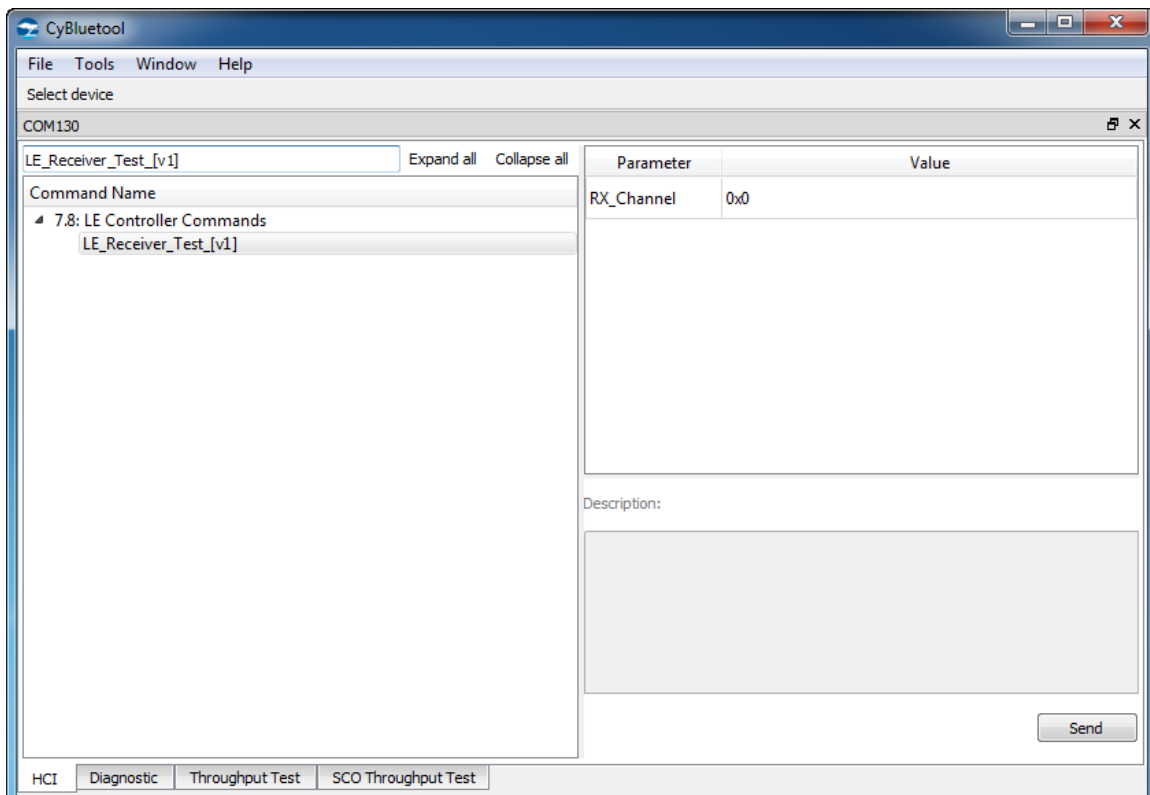 CyBluetool
File Tools Window Help
Select device
COM130
LE_Receiver_Test_[v1] Expand all Collapse all
Command Name
7.8: LE Controller Commands
LE_Receiver_Test_[v1]
Parameter Value
RX_Channel 0x0
Description:
Send
HCI Diagnostic Throughput Test SCO Throughput Test